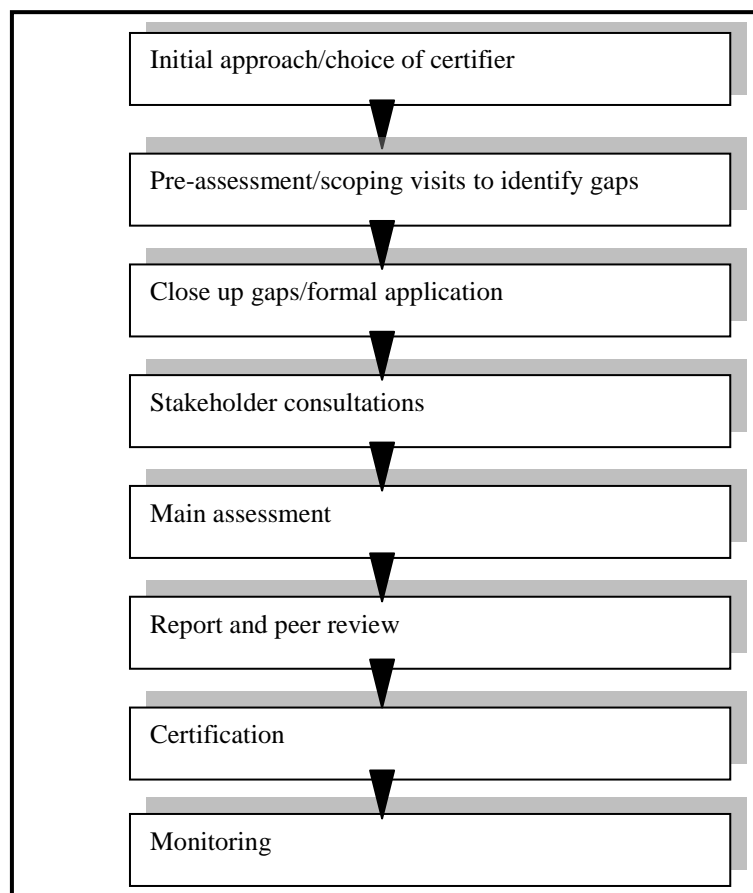 Initial approach/choice of certifier
Pre-assessment/scoping visits to identify gaps
Close up gaps/formal application
Stakeholder consultations
Main assessment
Report and peer review
Certification
Monitoring